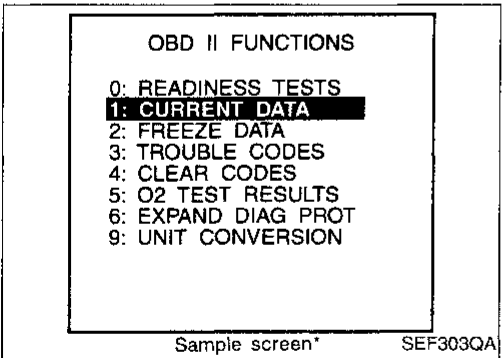 OBD II FUNCTIONS
0: READINESS TESTS
1: CURRENT DATA
2: FREEZE DATA
3: TROUBLE CODES
4: CLEAR CODES
5: O2 TEST RESULTS
6: EXPAND DIAG PROT
9: UNIT CONVERSION
Sample screen* SEF303QA